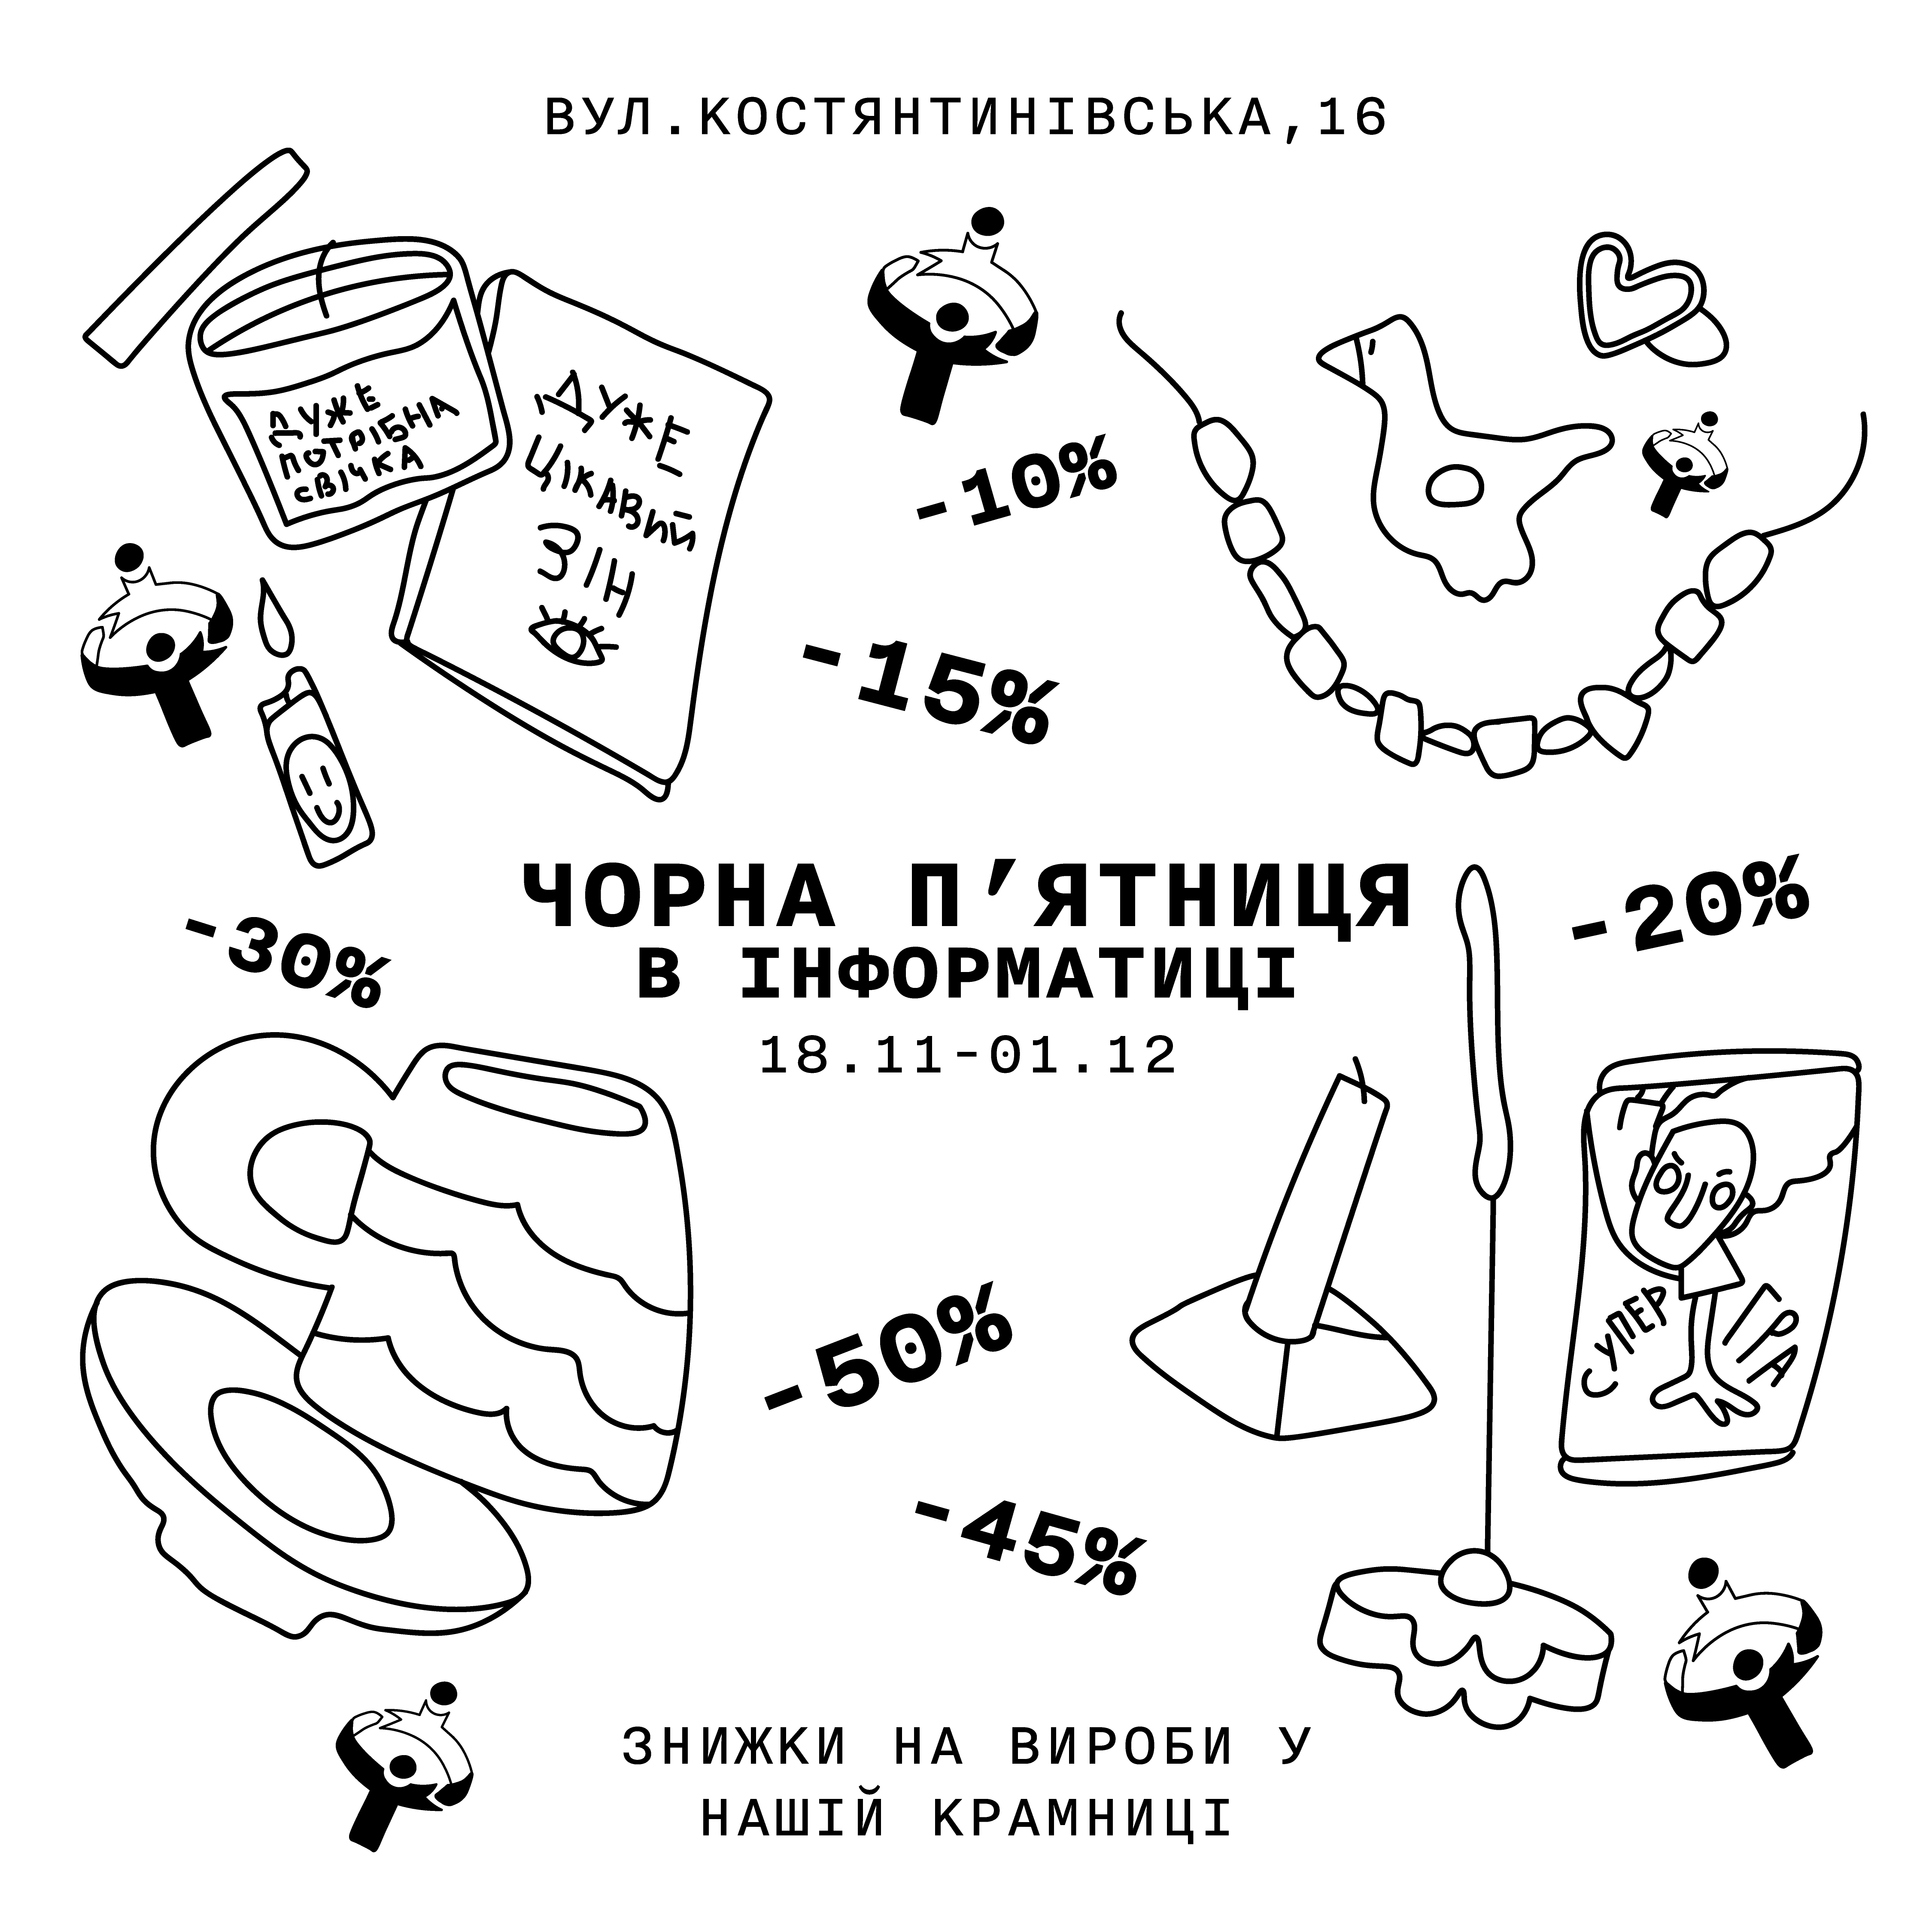 ВУЛ.КОСТЯНТИНІВСЬКА,16
ДУЖЕ
ПОТРІБНА
СВІЧКА
ДУЖЕ
ЦІКАВИЙ
ЗІН
-10%
-15%
ЧОРНА П'ЯТНИЦЯ
В ІНФОРМАТИЦІ
18.11-01.12
-30%
-20%
-50%
СУПЕР
ГРА
-45%
ЗНИЖКИ НА ВИРОБИ У
НАШІЙ КРАМНИЦІ